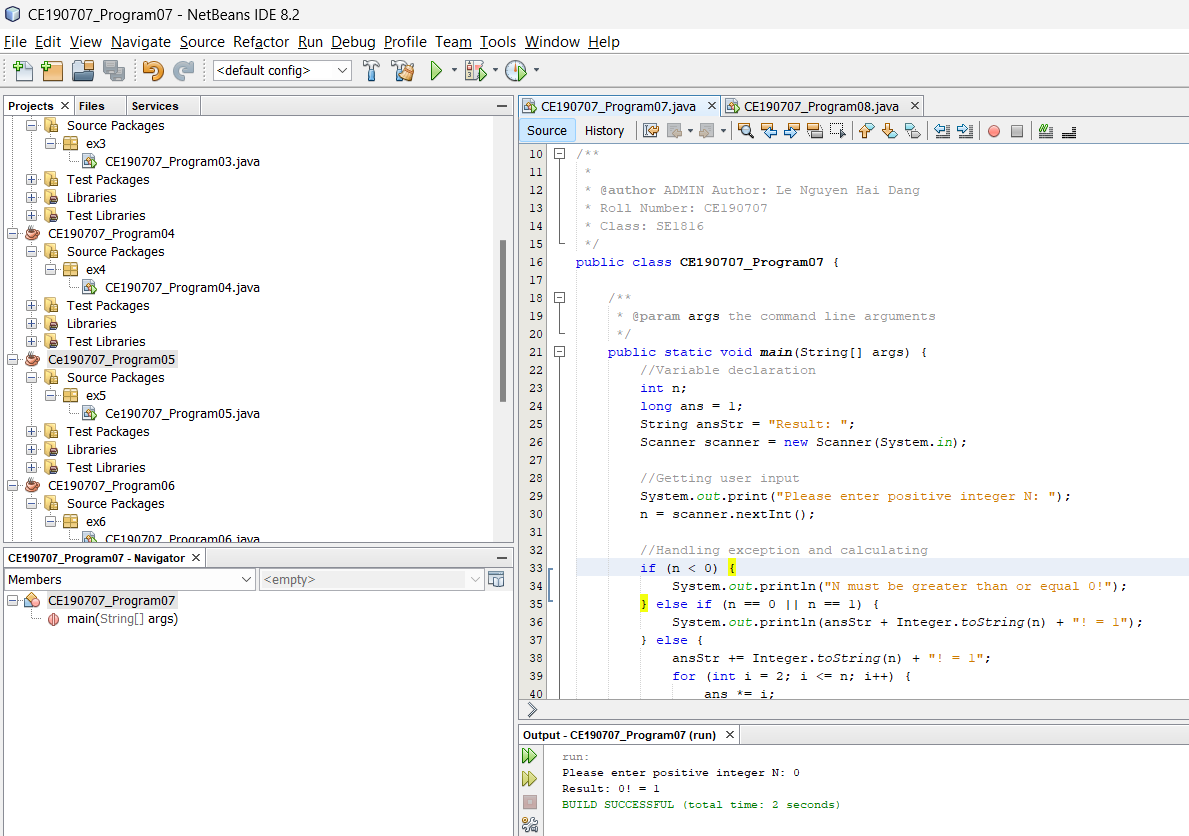 CE190707_Program07 - NetBeans IDE 8.2
File Edit View Navigate Source Refactor Run Debug Profile Team Tools Window Help
<default config>
Projects Files Services
Source Packages
ex3
CE190707_Program03.java
Test Packages
Libraries
Test Libraries
CE190707_Program04
Source Packages
ex4
CE190707_Program04.java
Test Packages
Libraries
Test Libraries
Ce190707_Program05
Source Packages
ex5
Ce190707_Program05.java
Test Packages
Libraries
Test Libraries
CE190707_Program06
Source Packages
ex6
CE190707_Program06.java
CE190707_Program07 - Navigator
Members <empty>
CE190707_Program07
main(String[] args)
CE190707_Program07.java CE190707_Program08.java
Source History
10 /**
11 *
12 * @author ADMIN Author: Le Nguyen Hai Dang
13 * Roll Number: CE190707
14 * Class: SE1816
15 */
16 public class CE190707_Program07 {
17
18 /**
19 * @param args the command line arguments
20 */
21 public static void main(String[] args) {
22 //Variable declaration
23 int n;
24 long ans = 1;
25 String ansStr = "Result: ";
26 Scanner scanner = new Scanner(System.in);
27
28 //Getting user input
29 System.out.print("Please enter positive integer N: ");
30 n = scanner.nextInt();
31
32 //Handling exception and calculating
33 if (n < 0) {
34 System.out.println("N must be greater than or equal 0!");
35 } else if (n == 0 || n == 1) {
36 System.out.println(ansStr + Integer.toString(n) + "! = 1");
37 } else {
38 ansStr += Integer.toString(n) + "! = 1";
39 for (int i = 2; i <= n; i++) {
40 ans *= i;
Output - CE190707_Program07 (run)
run:
Please enter positive integer N: 0
Result: 0! = 1
BUILD SUCCESSFUL (total time: 2 seconds)